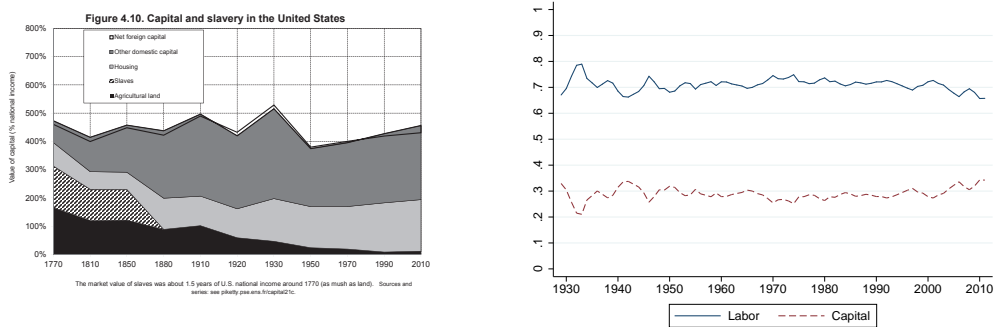 Figure 4.10. Capital and slavery in the United States
800%
700%
600%
500%
400%
300%
200%
100%
0%
Value of capital (% national income)
Net foreign capital
Other domestic capital
Housing
Slaves
Agricultural land
1770 1810 1850 1880 1910 1920 1930 1950 1970 1990 2010
The market value of slaves was about 1.5 years of U.S. national income around 1770 (as mush as land). Sources and
series: see piketty.pse.ens.fr/capital21c.
1
.9
.8
.7
.6
.5
.4
.3
.2
.1
0
1930 1940 1950 1960 1970 1980 1990 2000 2010
Labor Capital